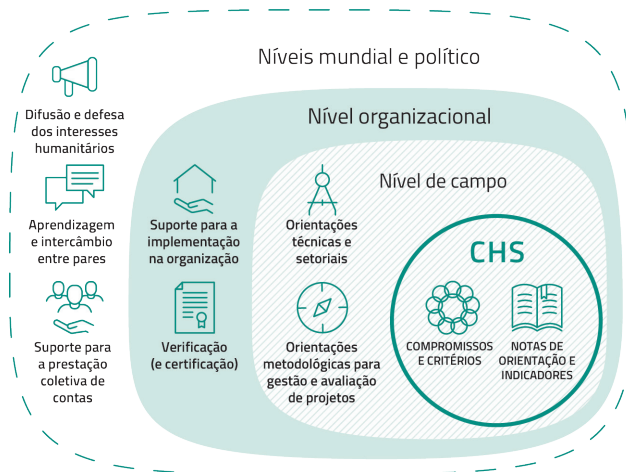 Níveis mundial e político
Difusão e defesa
dos interesses
humanitários
Aprendizagem
e intercâmbio
entre pares
Suporte para
a prestação
coletiva de
contas
Nível organizacional
Suporte para a
implementação
na organização
Verificação
(e certificação)
Nível de campo
Orientações
técnicas e
setoriais
Orientações
metodológicas para
gestão e avaliação
de projetos
CHS
COMPROMISSOS
E CRITÉRIOS
NOTAS DE
ORIENTAÇÃO E
INDICADORES